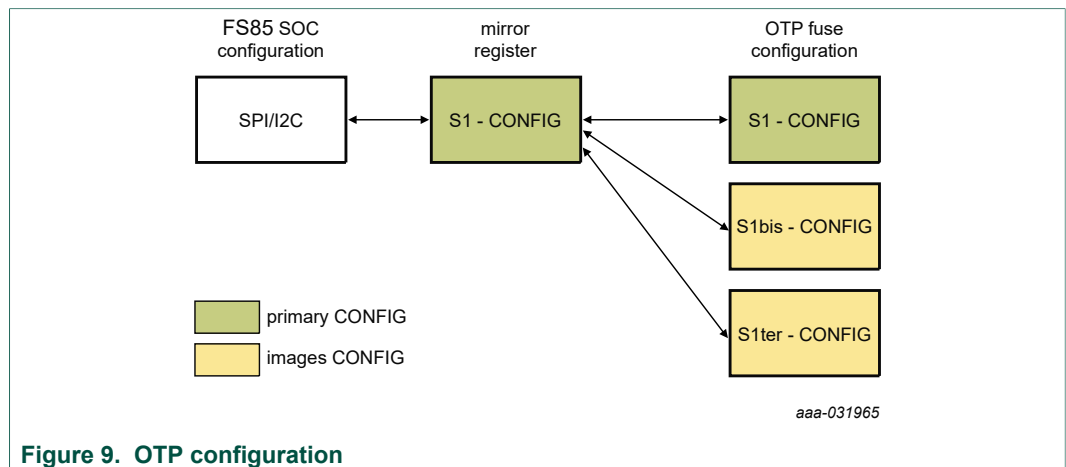 FS85 SOC
configuration
mirror
register
OTP fuse
configuration
SPI/I2C
S1 - CONFIG
S1 - CONFIG
S1bis - CONFIG
S1ter - CONFIG
primary CONFIG
images CONFIG
aaa-031965
Figure 9. OTP configuration